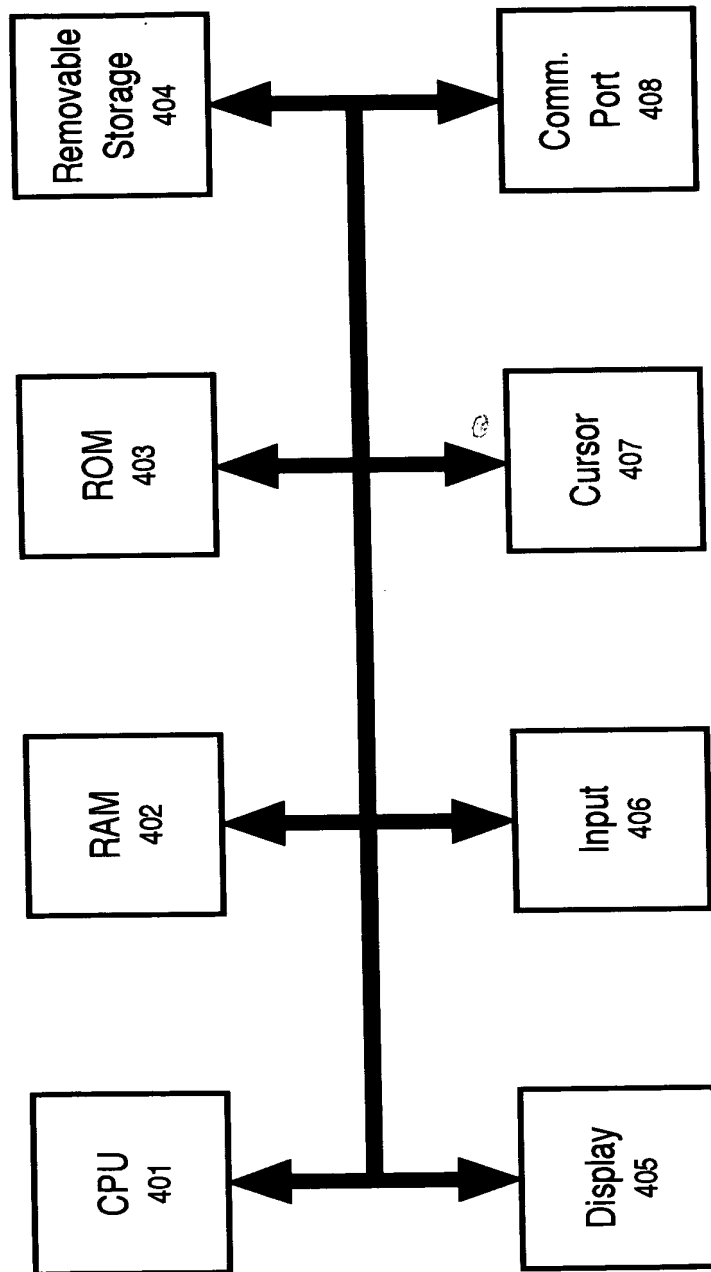 CPU
401
RAM
402
ROM
403
Removable
Storage
404
Display
405
Input
406
Cursor
407
Comm.
Port
408